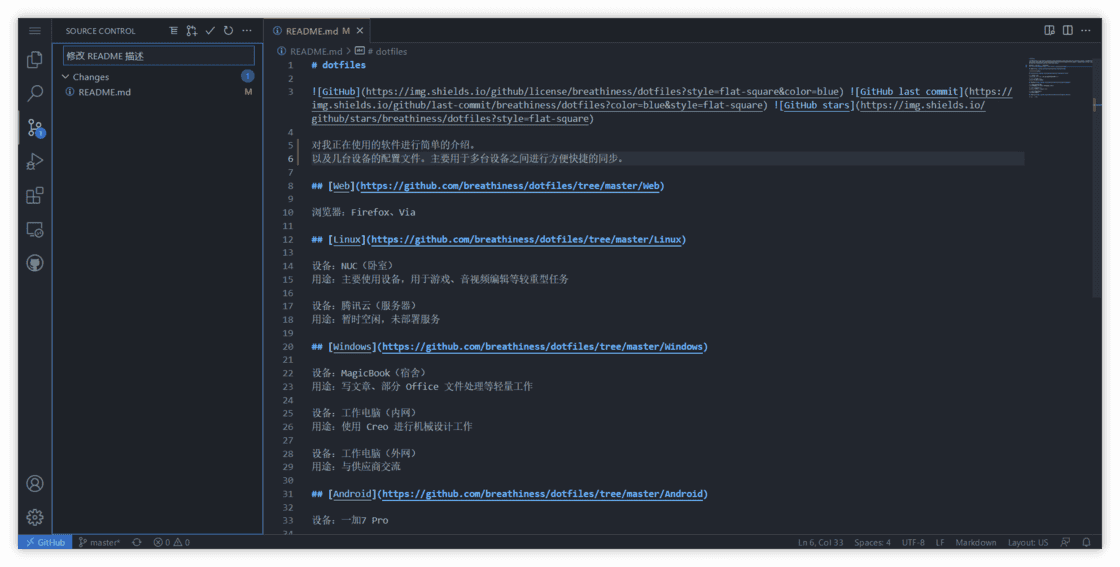 SOURCE CONTROL
修改 README 描述
Changes
1
README.md
M
1
README.md M
README.md > # dotfiles
1 # dotfiles
2
3 ![GitHub](https://img.shields.io/github/license/breathiness/dotfiles?style=flat-square&color=blue) ![GitHub last commit](https://
img.shields.io/github/last-commit/breathiness/dotfiles?color=blue&style=flat-square) ![GitHub stars](https://img.shields.io/
github/stars/breathiness/dotfiles?style=flat-square)
4
5 对我正在使用的软件进行简单的介绍。
6 以及几台设备的配置文件。主要用于多台设备之间进行方便快捷的同步。
7
8 ## [Web](https://github.com/breathiness/dotfiles/tree/master/Web)
9
10 浏览器：Firefox、Via
11
12 ## [Linux](https://github.com/breathiness/dotfiles/tree/master/Linux)
13
14 设备：NUC（卧室）
15 用途：主要使用设备，用于游戏、音视频编辑等较重型任务
16
17 设备：腾讯云（服务器）
18 用途：暂时空闲，未部署服务
19
20 ## [Windows](https://github.com/breathiness/dotfiles/tree/master/Windows)
21
22 设备：MagicBook（宿舍）
23 用途：写文章、部分 Office 文件处理等轻量工作
24
25 设备：工作电脑（内网）
26 用途：使用 Creo 进行机械设计工作
27
28 设备：工作电脑（外网）
29 用途：与供应商交流
30
31 ## [Android](https://github.com/breathiness/dotfiles/tree/master/Android)
32
33 设备：一加7 Pro
34
GitHub master* 0 0 Ln 6, Col 33 Spaces: 4 UTF-8 LF Markdown Layout: US